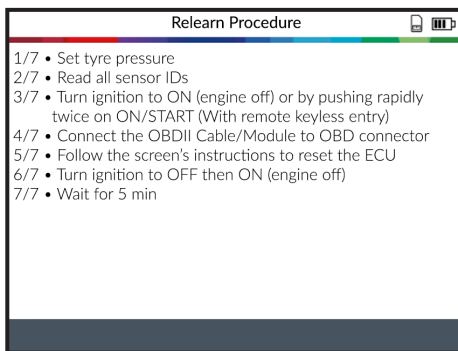 Relearn Procedure
1/7 • Set tyre pressure
2/7 • Read all sensor IDs
3/7 • Turn ignition to ON (engine off) or by pushing rapidly
twice on ON/START (With remote keyless entry)
4/7 • Connect the OBDII Cable/Module to OBD connector
5/7 • Follow the screen's instructions to reset the ECU
6/7 • Turn ignition to OFF then ON (engine off)
7/7 • Wait for 5 min